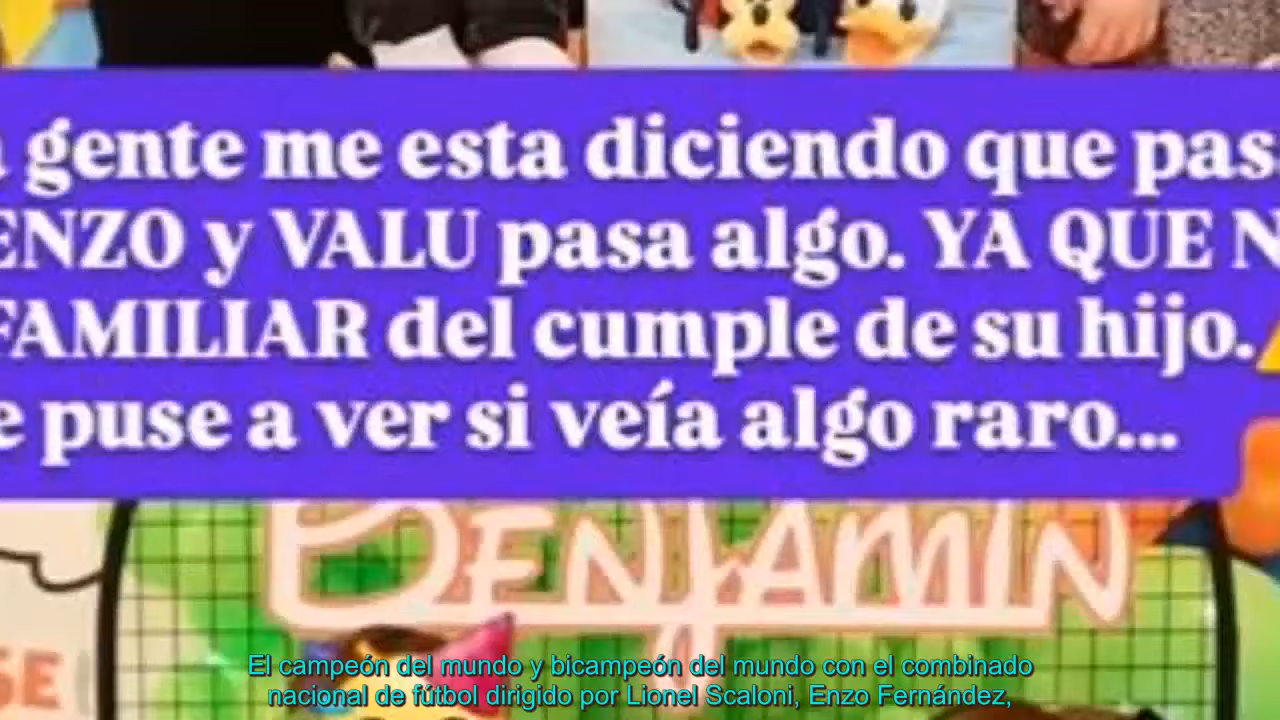 gente me esta diciendo que pas
ENZO y VALU pasa algo. YA QUE N
FAMILIAR del cumple de su hijo.
e puse a ver si veía algo raro...
BENJAMIN
SE
El campeón del mundo y bicampeón del mundo con el combinado
nacional de fútbol dirigido por Lionel Scaloni, Enzo Fernández,